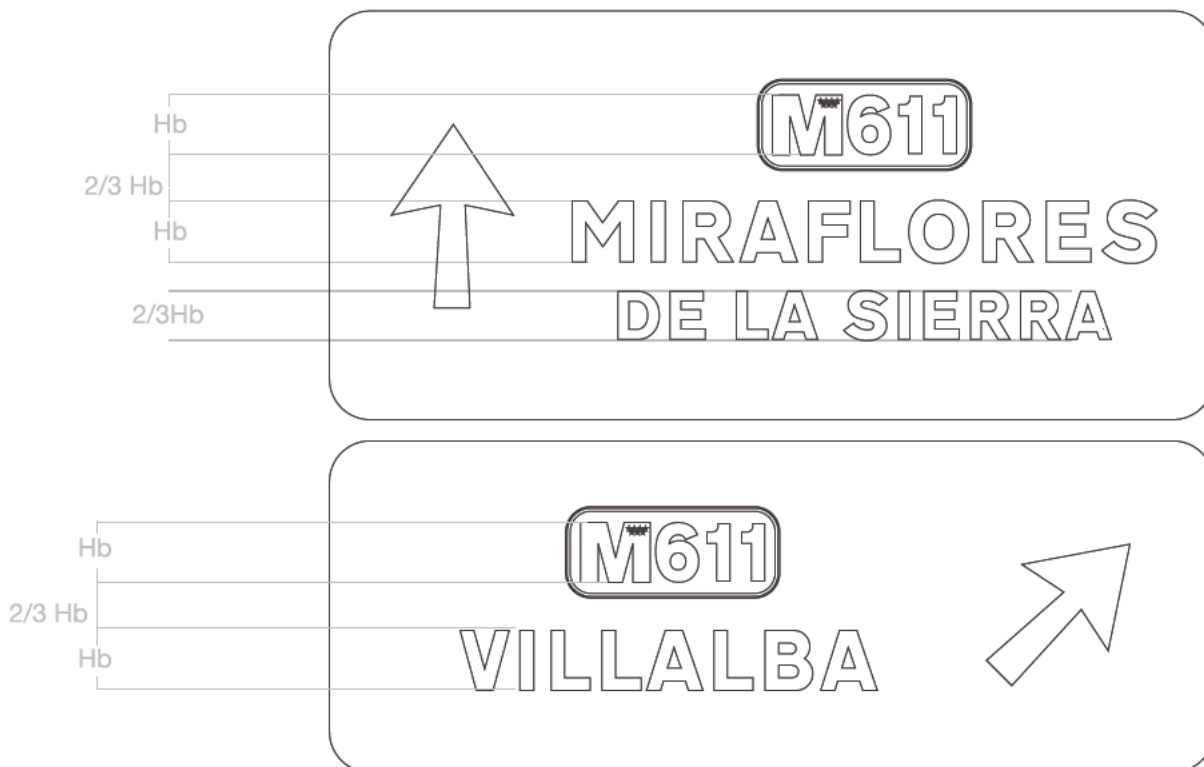 M611
Hb
2/3 Hb
MIRAFLORES
Hb
DE LA SIERRA
2/3Hb
M611
Hb
2/3 Hb
VILLALBA
Hb